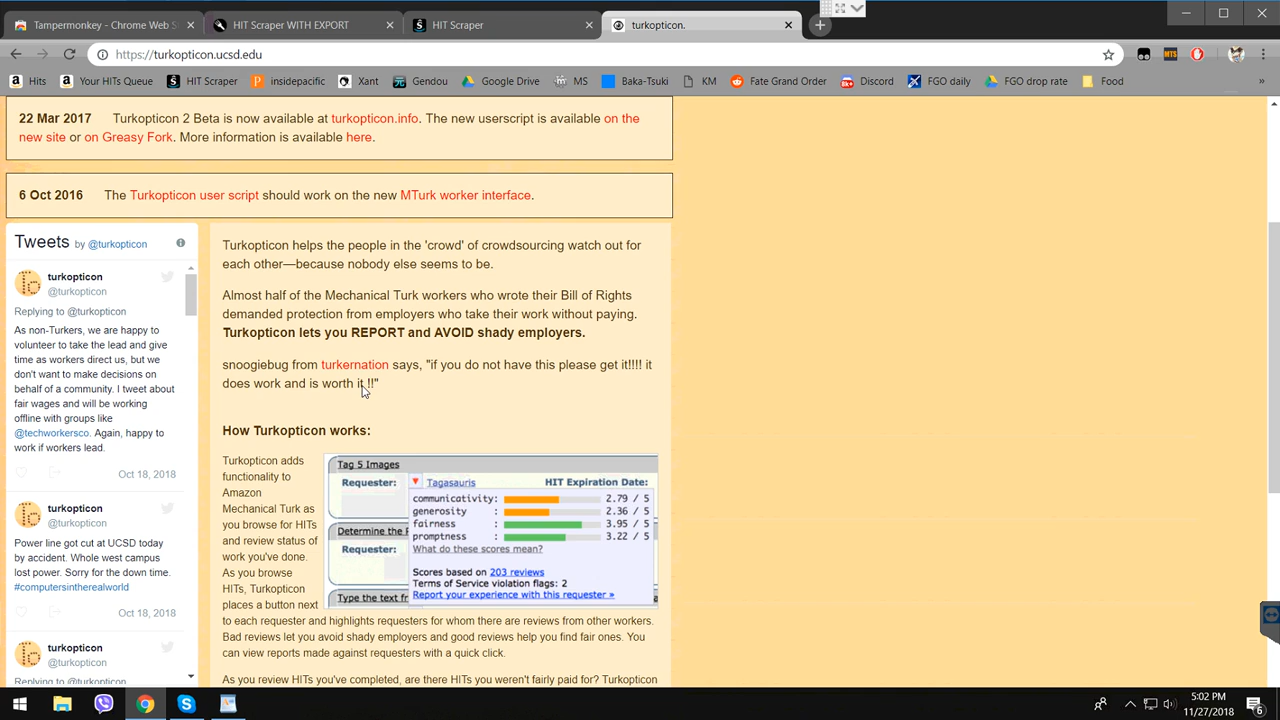 Tampermonkey - Chrome Web S
HIT Scraper WITH EXPORT
HIT Scraper
turkopticon.
https://turkopticon.ucsd.edu
Hits
Your HITs Queue
HIT Scraper
insidepacific
Xant
Gendou
Google Drive
MS
Baka-Tsuki
KM
Fate Grand Order
Discord
FGO daily
FGO drop rate
Food
»
22 Mar 2017 Turkopticon 2 Beta is now available at turkopticon.info. The new userscript is available on the
new site or on Greasy Fork. More information is available here.
6 Oct 2016 The Turkopticon user script should work on the new MTurk worker interface.
Tweets by @turkopticon
turkopticon
@turkopticon
Replying to @turkopticon
As non-Turkers, we are happy to
volunteer to take the lead and give
time as workers direct us, but we
don't want to make decisions on
behalf of a community. I tweet about
fair wages and will be working
offline with groups like
@techworkersco. Again, happy to
work if workers lead.
Oct 18, 2018
turkopticon
@turkopticon
Power line got cut at UCSD today
by accident. Whole west campus
lost power. Sorry for the down time.
#computersintherealworld
Oct 18, 2018
turkopticon
@turkopticon
Replying to @turkopticon
Turkopticon helps the people in the 'crowd' of crowdsourcing watch out for
each other—because nobody else seems to be.
Almost half of the Mechanical Turk workers who wrote their Bill of Rights
demanded protection from employers who take their work without paying.
Turkopticon lets you REPORT and AVOID shady employers.
snoogiebug from turkernation says, "if you do not have this please get it!!!! it
does work and is worth it !!"
How Turkopticon works:
Turkopticon adds
functionality to
Amazon
Mechanical Turk as
you browse for HITs
and review status of
work you've done.
As you browse
HITs, Turkopticon
places a button next
to each requester and highlights requesters for whom there are reviews from other workers.
Bad reviews let you avoid shady employers and good reviews help you find fair ones. You
can view reports made against requesters with a quick click.
As you review HITs you've completed, are there HITs you weren't fairly paid for? Turkopticon
Tag 5 Images
Requester: Tagasauris HIT Expiration Date:
communicativity: 2.79 / 5
generosity : 2.36 / 5
Determine the
fairness : 3.95 / 5
promptness : 3.22 / 5
Requester:
What do these scores mean?
Scores based on 203 reviews
Terms of Service violation flags: 2
Type the text fr
Report your experience with this requester »
5:02 PM
11/27/2018
6